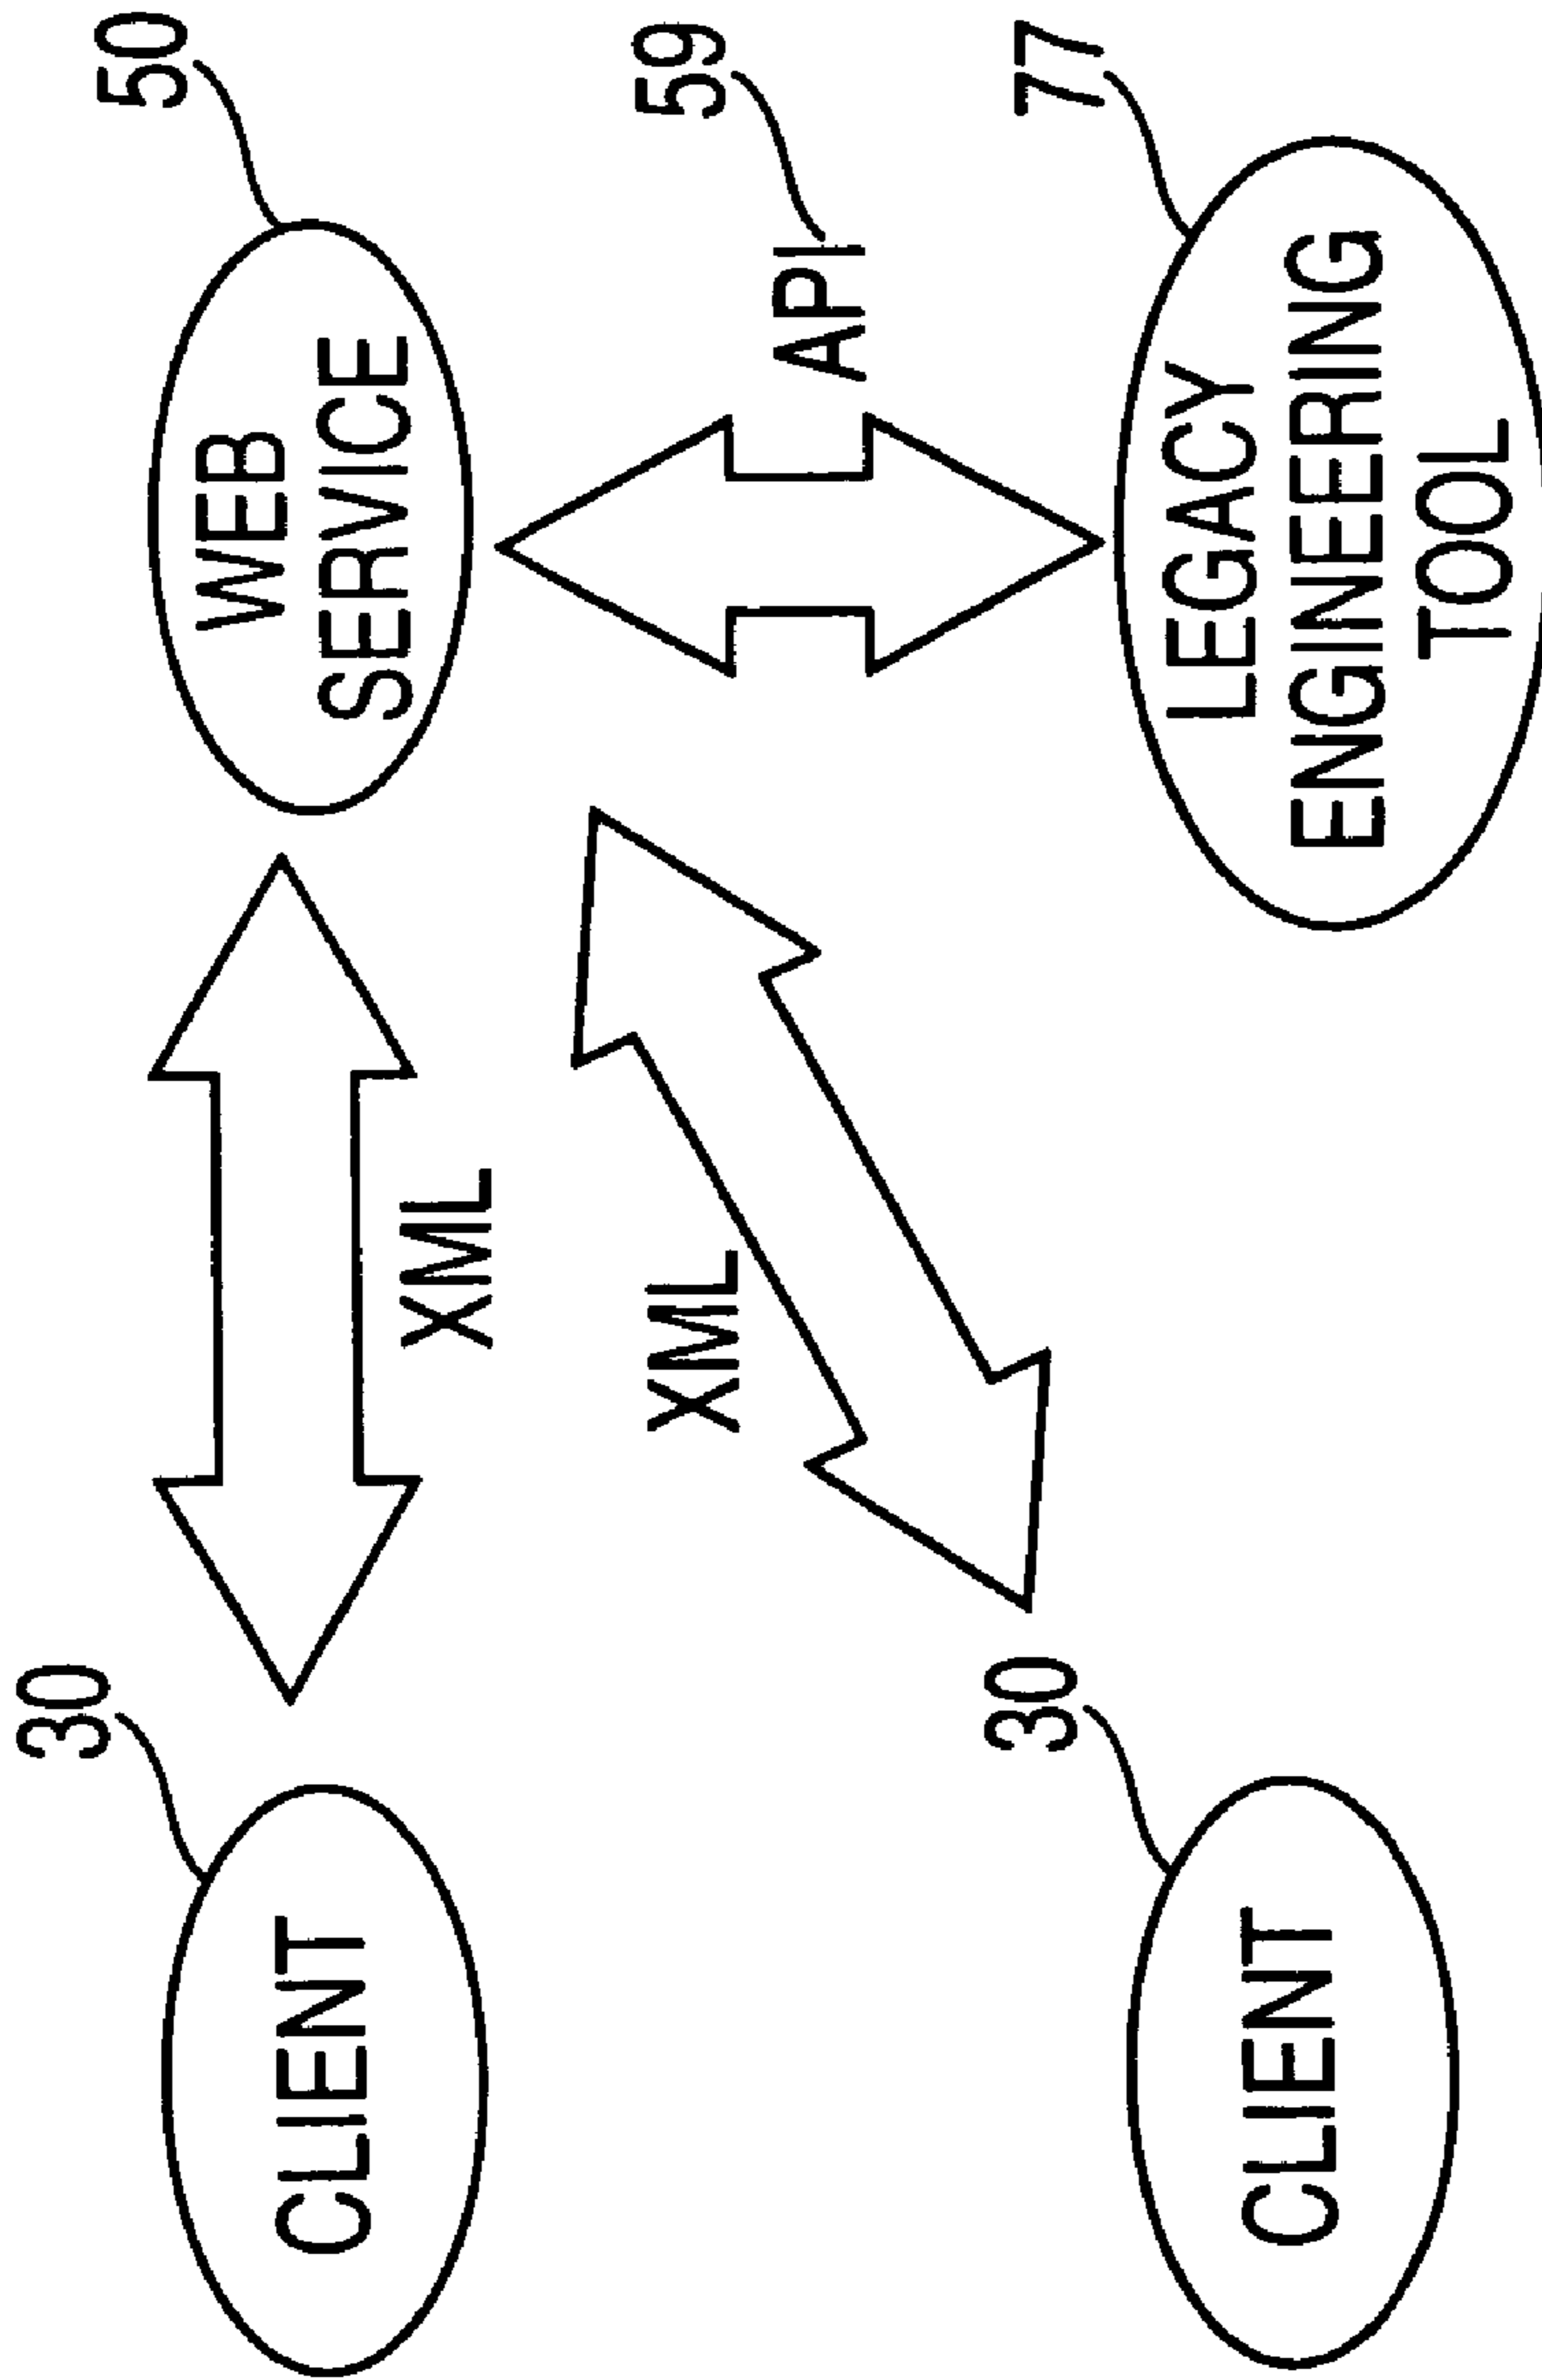 30
CLIENT
XML
50
WEB
SERVICE
XML
59
API
30
CLIENT
77
LEGACY
ENGINEERING
TOOL